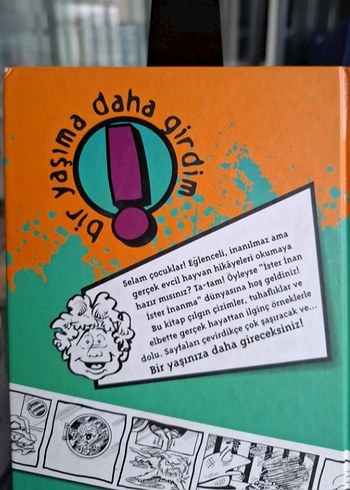 bir yaşıma daha girdim
!
Selam çocuklar! Eğlenceli, inanılmaz ama
gerçek evcil hayvan hikâyeleri okumaya
hazır mısınız? Ta-tam! Öyleyse "İster İnan
İster İnanma" dünyasına hoş geldiniz!
Bu kitap çılgın çizimler, tuhaflıklar ve
elbette gerçek hayattan ilginç örneklerle
dolu. Sayfaları çevirdikçe çok şaşıracak ve...
Bir yaşınıza daha gireceksiniz!